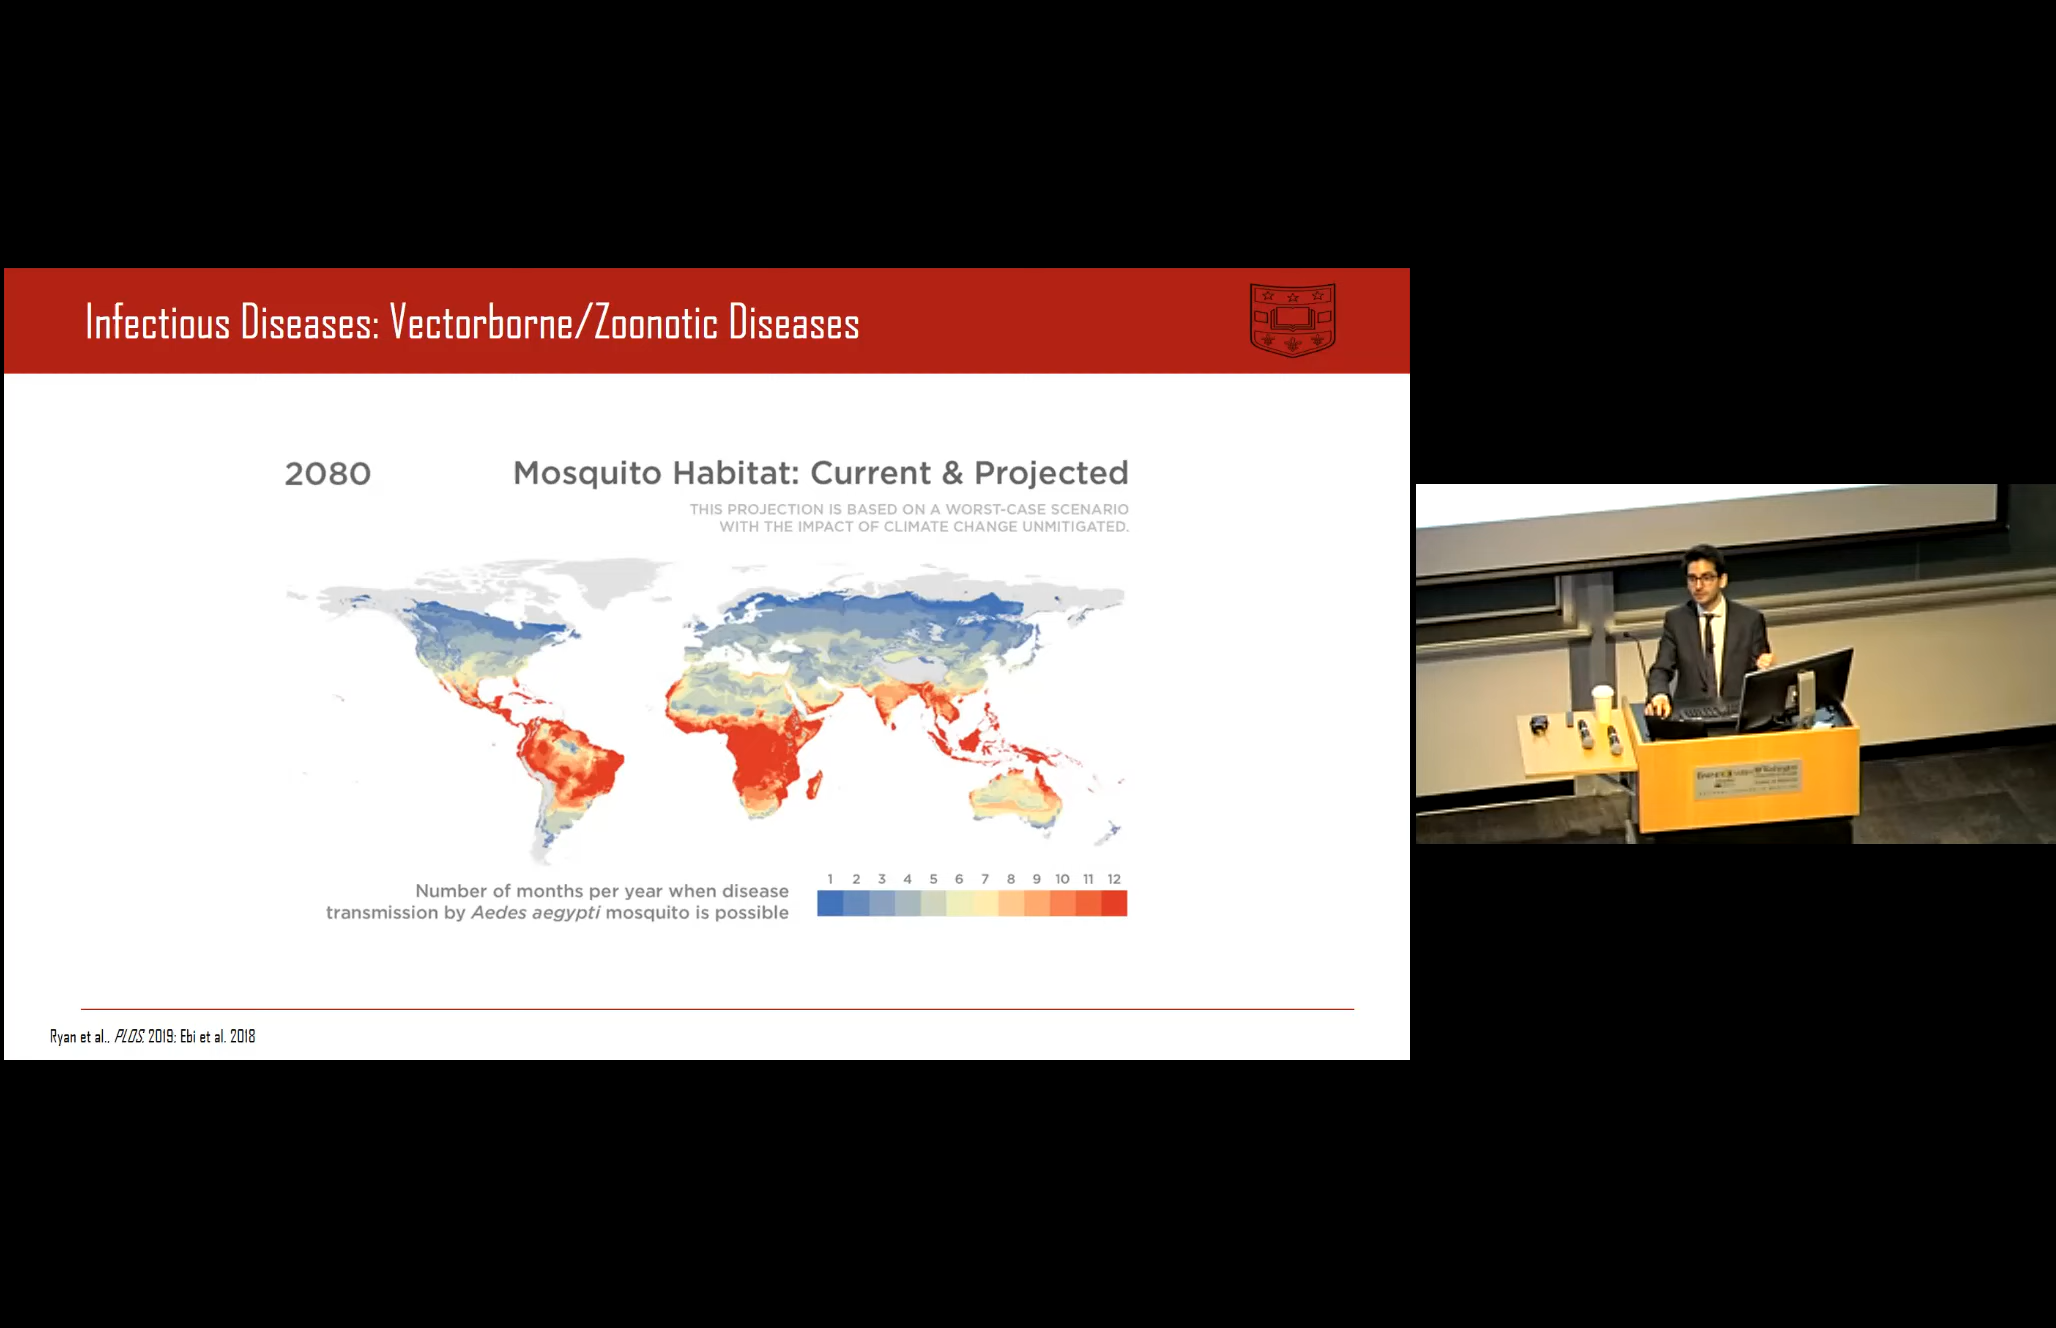 Infectious Diseases: Vectorborne/Zoonotic Diseases
2080
Mosquito Habitat: Current & Projected
THIS PROJECTION IS BASED ON A WORST-CASE SCENARIO
WITH THE IMPACT OF CLIMATE CHANGE UNMITIGATED.
1 2 3 4 5 6 7 8 9 10 11 12
Number of months per year when disease
transmission by Aedes aegypti mosquito is possible
Ryan et al., PLOS. 2019; Ebi et al. 2018